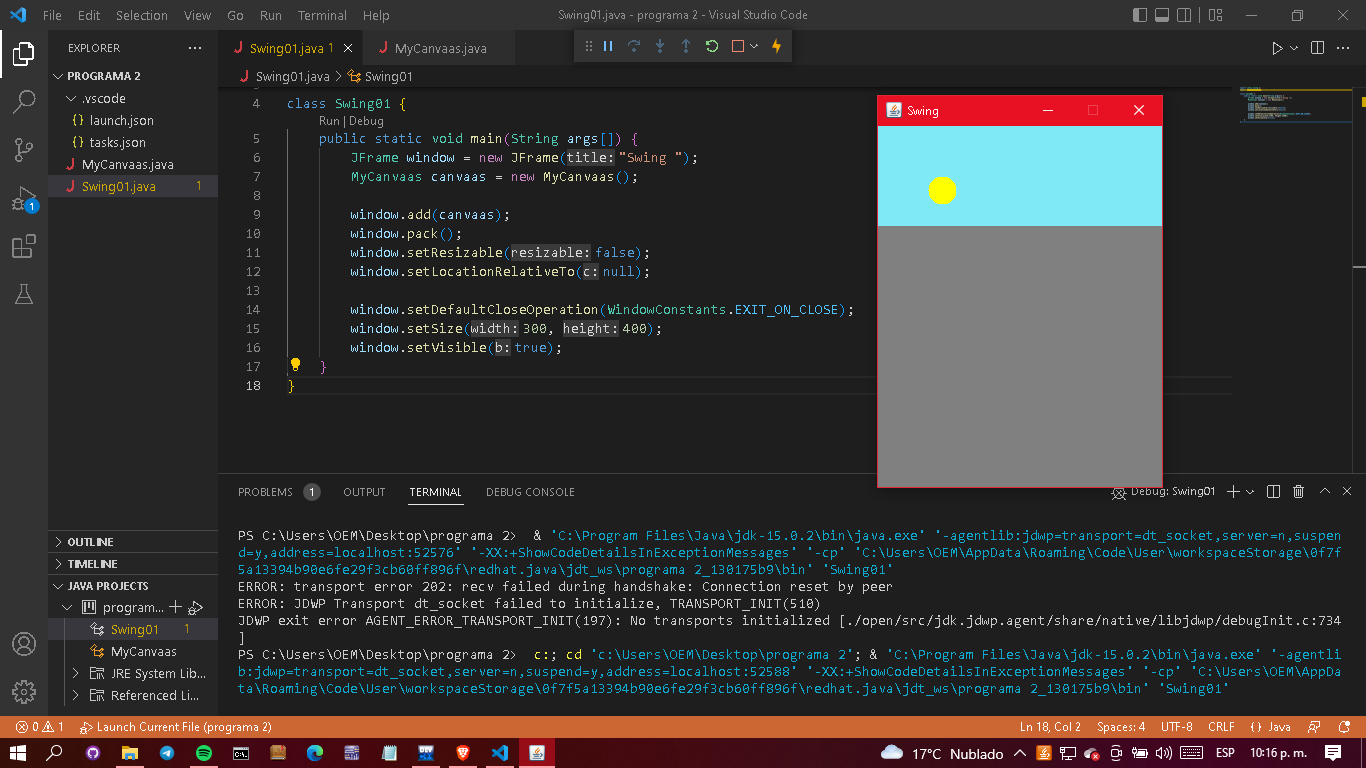 File Edit Selection View Go Run Terminal Help
Swing01.java - programa 2 - Visual Studio Code
EXPLORER
PROGRAMA 2
.vscode
{} launch.json
{} tasks.json
MyCanvaas.java
Swing01.java 1
1
OUTLINE
TIMELINE
JAVA PROJECTS
program...
Swing01 1
MyCanvaas
JRE System Lib...
Referenced Li...
Swing01.java 1
MyCanvaas.java
Swing01.java > Swing01
4 class Swing01 {
Run | Debug
5 public static void main(String args[]) {
6 JFrame window = new JFrame(title:"Swing ");
7 MyCanvaas canvaas = new MyCanvaas();
8
9 window.add(canvaas);
10 window.pack();
11 window.setResizable(resizable:false);
12 window.setLocationRelativeTo(c:null);
13
14 window.setDefaultCloseOperation(WindowConstants.EXIT_ON_CLOSE);
15 window.setSize(width:300, height:400);
16 window.setVisible(b:true);
17 }
18 }
Swing
PROBLEMS 1 OUTPUT TERMINAL DEBUG CONSOLE
Debug: Swing01
PS C:\Users\OEM\Desktop\programa 2>  & 'C:\Program Files\Java\jdk-15.0.2\bin\java.exe' '-agentlib:jdwp=transport=dt_socket,server=n,suspen
d=y,address=localhost:52576' '-XX:+ShowCodeDetailsInExceptionMessages' '-cp' 'C:\Users\OEM\AppData\Roaming\Code\User\workspaceStorage\0f7f
5a13394b90e6fe29f3cb60ff896f\redhat.java\jdt_ws\programa 2_130175b9\bin' 'Swing01'
ERROR: transport error 202: recv failed during handshake: Connection reset by peer
ERROR: JDWP Transport dt_socket failed to initialize, TRANSPORT_INIT(510)
JDWP exit error AGENT_ERROR_TRANSPORT_INIT(197): No transports initialized [./open/src/jdk.jdwp.agent/share/native/libjdwp/debugInit.c:734
]
PS C:\Users\OEM\Desktop\programa 2>  c:; cd 'c:\Users\OEM\Desktop\programa 2'; & 'C:\Program Files\Java\jdk-15.0.2\bin\java.exe' '-agentli
b:jdwp=transport=dt_socket,server=n,suspend=y,address=localhost:52588' '-XX:+ShowCodeDetailsInExceptionMessages' '-cp' 'C:\Users\OEM\AppDa
ta\Roaming\Code\User\workspaceStorage\0f7f5a13394b90e6fe29f3cb60ff896f\redhat.java\jdt_ws\programa 2_130175b9\bin' 'Swing01'
0 1 Launch Current File (programa 2)
Ln 18, Col 2 Spaces: 4 UTF-8 CRLF {} Java
17°C Nublado ESP 10:16 p. m.